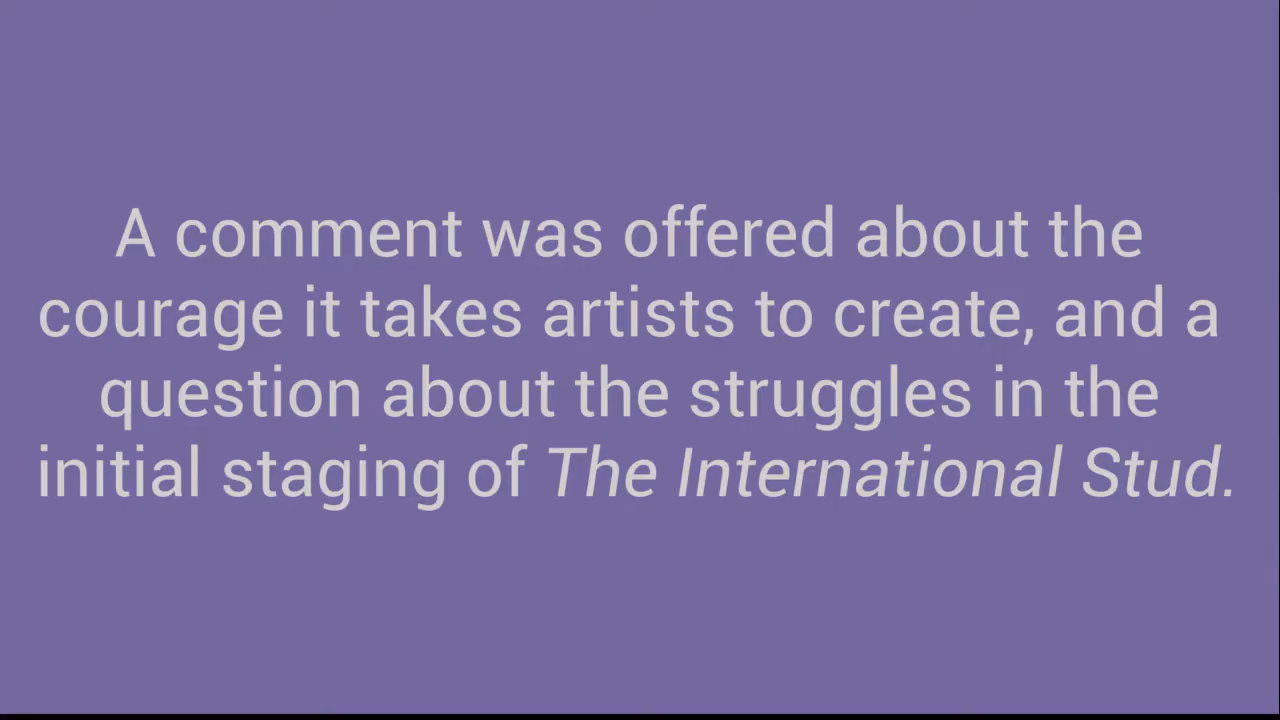 A comment was offered about the
courage it takes artists to create, and a
question about the struggles in the
initial staging of The International Stud.